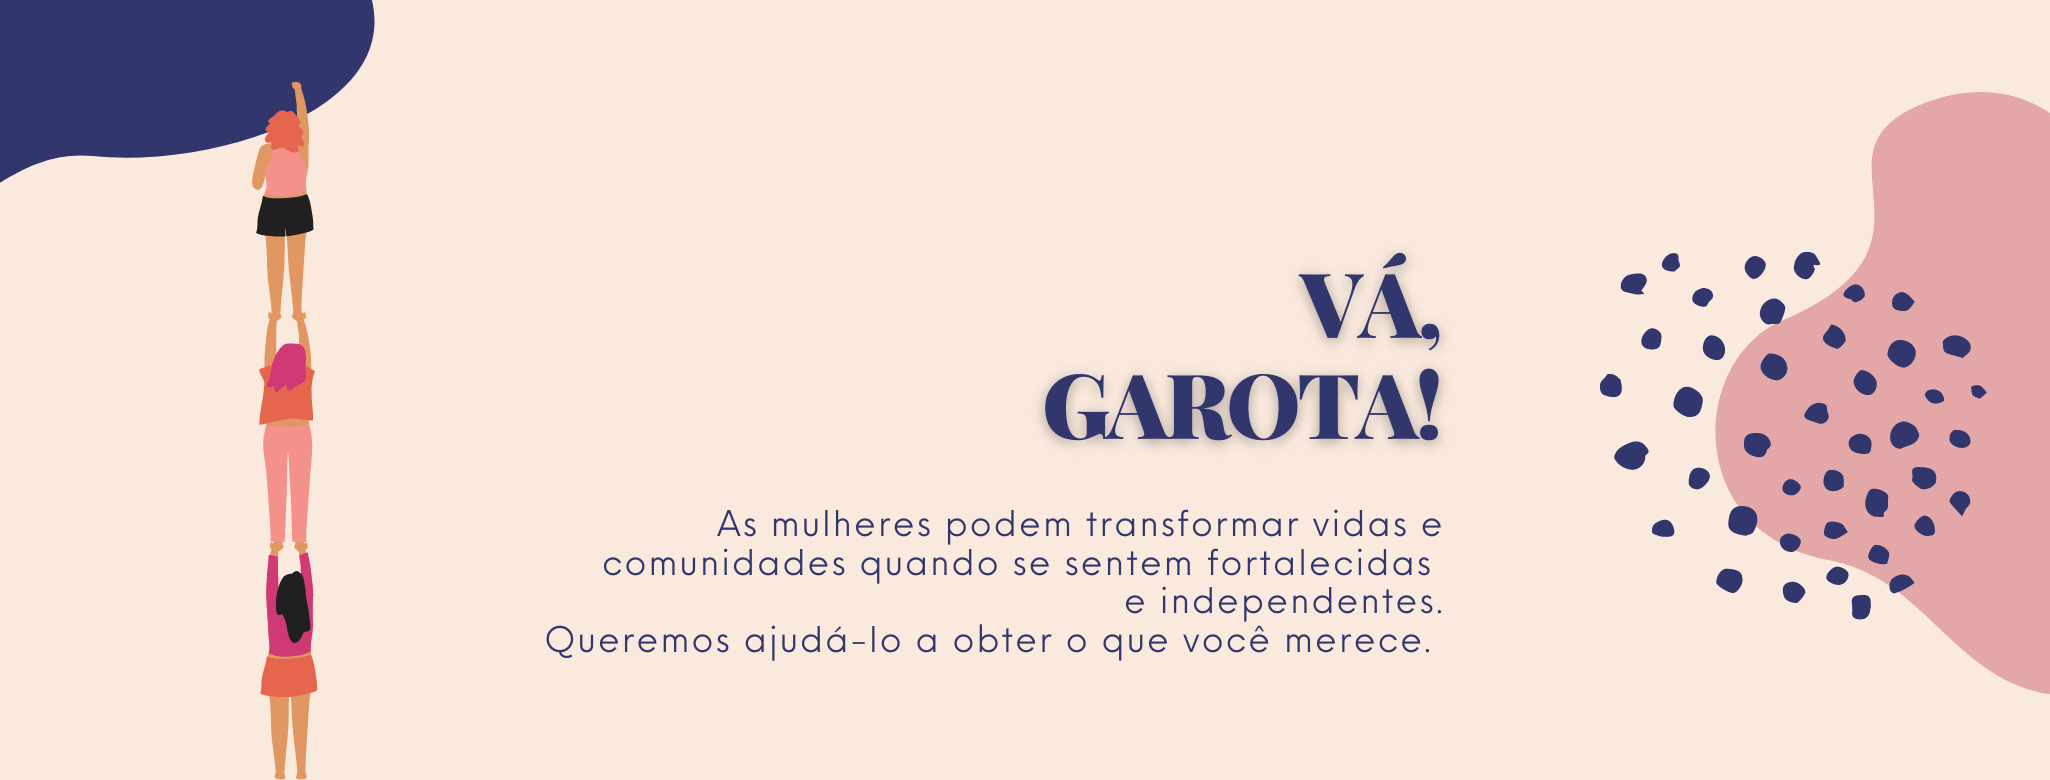 VÁ,
GAROTA!
As mulheres podem transformar vidas e
comunidades quando se sentem fortalecidas
e independentes.
Queremos ajudá-lo a obter o que você merece.